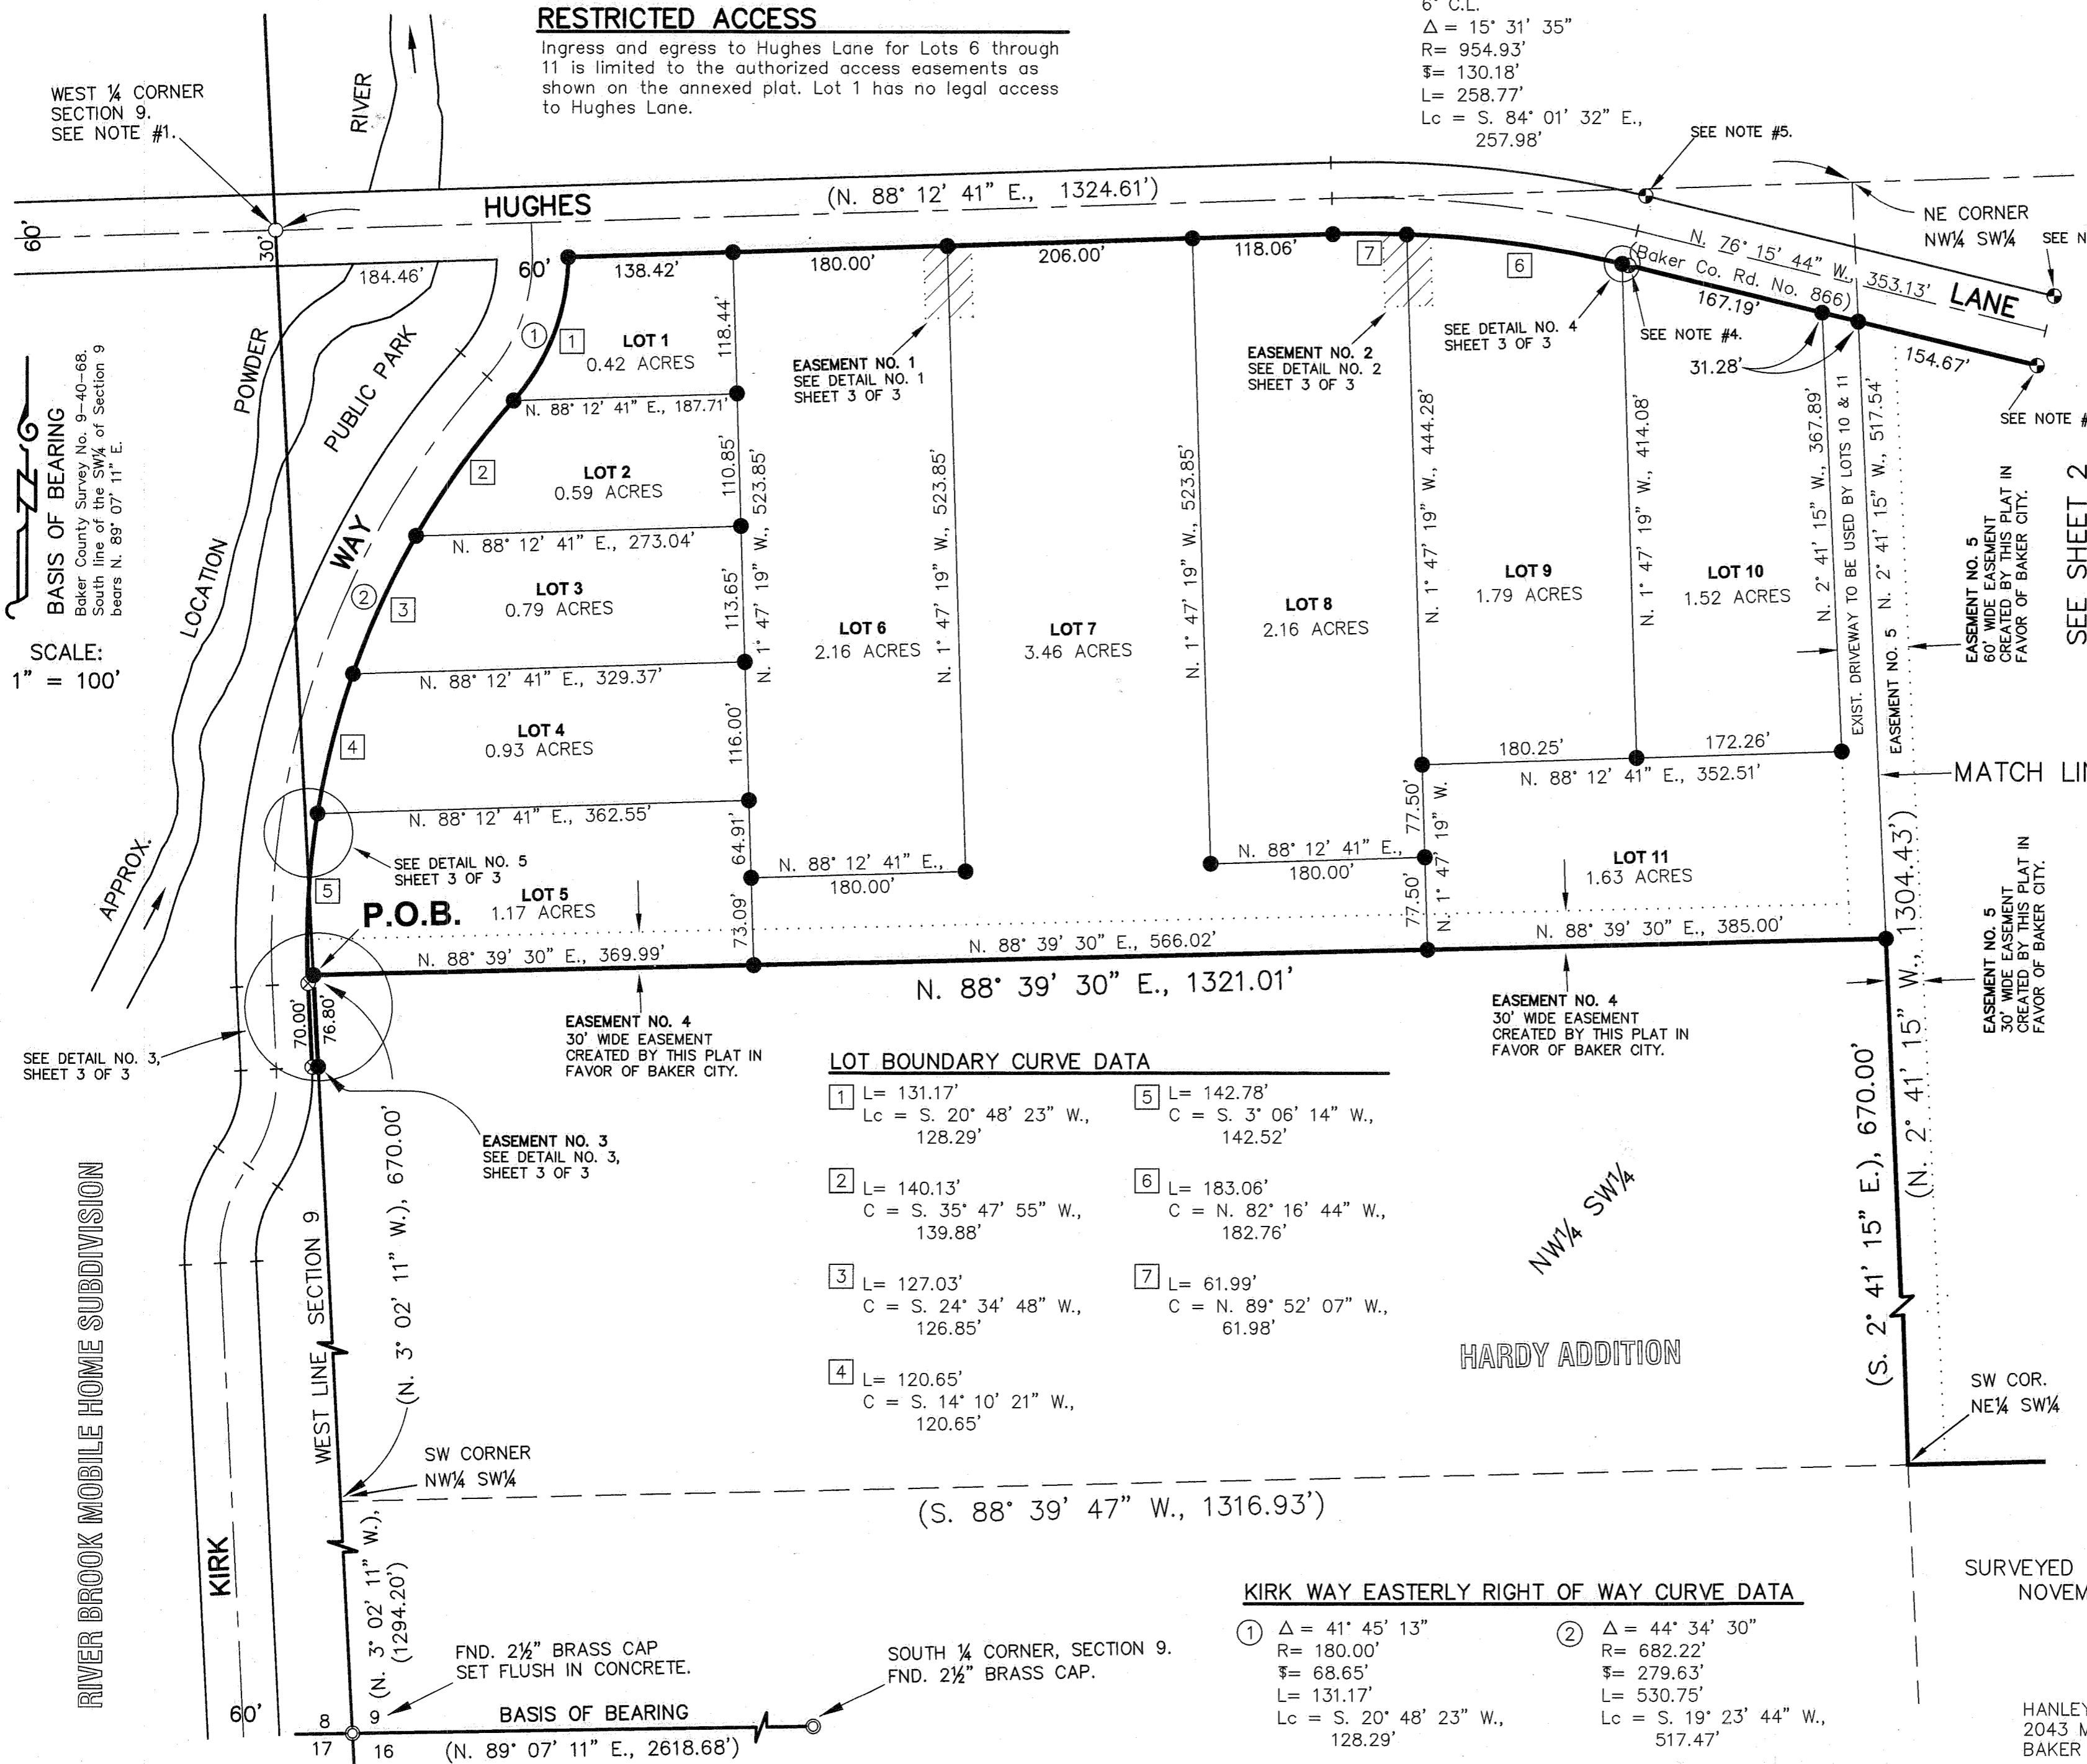 RESTRICTED ACCESS
Ingress and egress to Hughes Lane for Lots 6 through
11 is limited to the authorized access easements as
shown on the annexed plat. Lot 1 has no legal access
to Hughes Lane.
6° C.L.
Δ = 15° 31' 35"
R= 954.93'
T= 130.18'
L= 258.77'
Lc = S. 84° 01' 32" E.,
257.98'
WEST ¼ CORNER
SECTION 9.
SEE NOTE #1.
RIVER
SEE NOTE #5.
60'
30'
HUGHES
(N. 88° 12' 41" E., 1324.61')
NE CORNER
NW¼ SW¼
SEE N
184.46'
60'
138.42'
180.00'
206.00'
118.06'
7
6
N. 76° 15' 44" W., 353.13'
(Baker Co. Rd. No. 866)
LANE
167.19'
31.28'
154.67'
SEE DETAIL NO. 4
SHEET 3 OF 3
SEE NOTE #4.
SEE NOTE #
1
1
LOT 1
0.42 ACRES
118.44'
EASEMENT NO. 1
SEE DETAIL NO. 1
SHEET 3 OF 3
EASEMENT NO. 2
SEE DETAIL NO. 2
SHEET 3 OF 3
POWDER
PUBLIC PARK
BASIS OF BEARING
Baker County Survey No. 9-40-68.
South line of the SW¼ of Section 9
bears N. 89° 07' 11" E.
SCALE:
1" = 100'
N. 88° 12' 41" E., 187.71'
2
LOT 2
0.59 ACRES
110.85'
N. 88° 12' 41" E., 273.04'
WAY
2
3
LOT 3
0.79 ACRES
113.65'
N. 1° 47' 19" W., 523.85'
N. 88° 12' 41" E., 329.37'
LOCATION
4
LOT 4
0.93 ACRES
116.00'
N. 88° 12' 41" E., 362.55'
LOT 6
2.16 ACRES
N. 1° 47' 19" W., 523.85'
LOT 7
3.46 ACRES
N. 1° 47' 19" W., 523.85'
LOT 8
2.16 ACRES
N. 1° 47' 19" W., 444.28'
LOT 9
1.79 ACRES
N. 1° 47' 19" W., 414.08'
LOT 10
1.52 ACRES
N. 2° 41' 15" W., 367.89'
EXIST. DRIVEWAY TO BE USED BY LOTS 10 & 11
EASEMENT NO. 5 N. 2° 41' 15" W., 517.54'
EASEMENT NO. 5
60' WIDE EASEMENT
CREATED BY THIS PLAT IN
FAVOR OF BAKER CITY.
SEE SHEET 2
180.25'
172.26'
N. 88° 12' 41" E., 352.51'
MATCH LI
APPROX.
SEE DETAIL NO. 5
SHEET 3 OF 3
64.91'
N. 88° 12' 41" E.,
180.00'
N. 88° 12' 41" E.,
180.00'
77.50'
77.50'
N. 1° 47' 19" W.
LOT 11
1.63 ACRES
5
LOT 5
1.17 ACRES
P.O.B.
73.09'
N. 88° 39' 30" E., 369.99'
N. 88° 39' 30" E., 566.02'
N. 88° 39' 30" E., 385.00'
N. 88° 39' 30" E., 1321.01'
70.00'
76.80'
SEE DETAIL NO. 3,
SHEET 3 OF 3
EASEMENT NO. 4
30' WIDE EASEMENT
CREATED BY THIS PLAT IN
FAVOR OF BAKER CITY.
EASEMENT NO. 4
30' WIDE EASEMENT
CREATED BY THIS PLAT IN
FAVOR OF BAKER CITY.
EASEMENT NO. 5
30' WIDE EASEMENT
CREATED BY THIS PLAT IN
FAVOR OF BAKER CITY.
EASEMENT NO. 3
SEE DETAIL NO. 3,
SHEET 3 OF 3
LOT BOUNDARY CURVE DATA
1 L= 131.17'
Lc = S. 20° 48' 23" W.,
128.29'
2 L= 140.13'
C = S. 35° 47' 55" W.,
139.88'
3 L= 127.03'
C = S. 24° 34' 48" W.,
126.85'
4 L= 120.65'
C = S. 14° 10' 21" W.,
120.65'
5 L= 142.78'
C = S. 3° 06' 14" W.,
142.52'
6 L= 183.06'
C = N. 82° 16' 44" W.,
182.76'
7 L= 61.99'
C = N. 89° 52' 07" W.,
61.98'
NW¼ SW¼
HARDY ADDITION
(S. 2° 41' 15" E.), 670.00'
(N. 2° 41' 15" W., 1304.43')
SW COR.
NE¼ SW¼
RIVER BROOK MOBILE HOME SUBDIVISION
WEST LINE SECTION 9
(N. 3° 02' 11" W.), 670.00'
SW CORNER
NW¼ SW¼
(S. 88° 39' 47" W., 1316.93')
KIRK
60'
(N. 3° 02' 11" W.),
(1294.20')
FND. 2½" BRASS CAP
SET FLUSH IN CONCRETE.
SOUTH ¼ CORNER, SECTION 9.
FND. 2½" BRASS CAP.
8
9
17
16
BASIS OF BEARING
(N. 89° 07' 11" E., 2618.68')
KIRK WAY EASTERLY RIGHT OF WAY CURVE DATA
1 Δ = 41° 45' 13"
R= 180.00'
T= 68.65'
L= 131.17'
Lc = S. 20° 48' 23" W.,
128.29'
2 Δ = 44° 34' 30"
R= 682.22'
T= 279.63'
L= 530.75'
Lc = S. 19° 23' 44" W.,
517.47'
SURVEYED
NOVEM
HANLEY
2043 M
BAKER